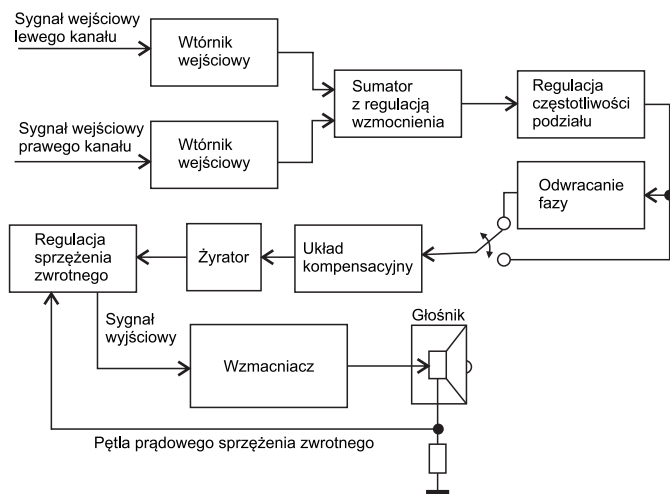 Sygnał wejściowy
lewego kanału
Wtórnik
wejściowy
Sygnał wejściowy
prawego kanału
Wtórnik
wejściowy
Sumator
z regulacją
wzmocnienia
Regulacja
częstotliwości
podziału
Odwracanie
fazy
Układ
kompensacyjny
Żyrator
Regulacja
sprzężenia
zwrotnego
Sygnał
wyjściowy
Wzmacniacz
Głośnik
Pętla prądowego sprzężenia zwrotnego